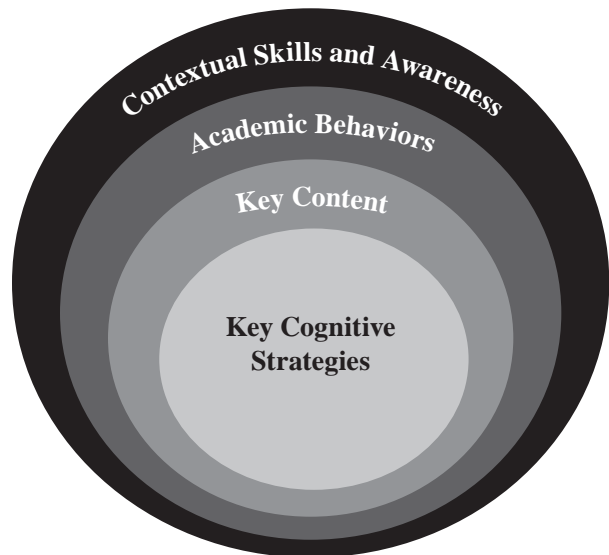 Contextual Skills and Awareness
Academic Behaviors
Key Content
Key Cognitive
Strategies